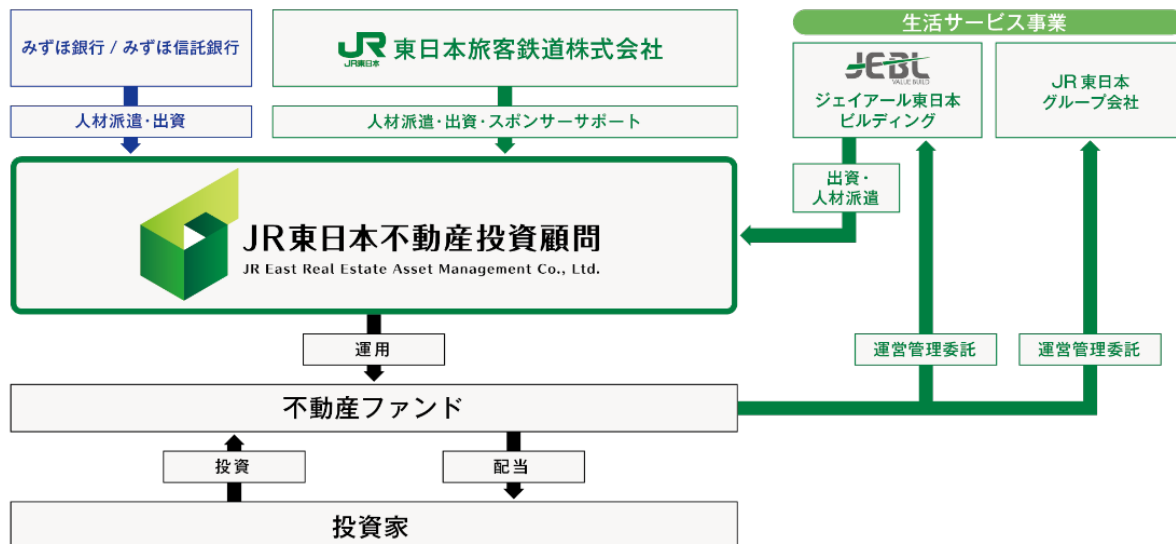 みずほ銀行 / みずほ信託銀行
JR
JR東日本
東日本旅客鉄道株式会社
生活サービス事業
JEBL
VALUE BUILD
ジェイアール東日本
ビルディング
JR東日本
グループ会社
人材派遣・出資
人材派遣・出資・スポンサーサポート
出資・
人材派遣
JR東日本不動産投資顧問
JR East Real Estate Asset Management Co., Ltd.
運用
運営管理委託
運営管理委託
不動産ファンド
投資
配当
投資家